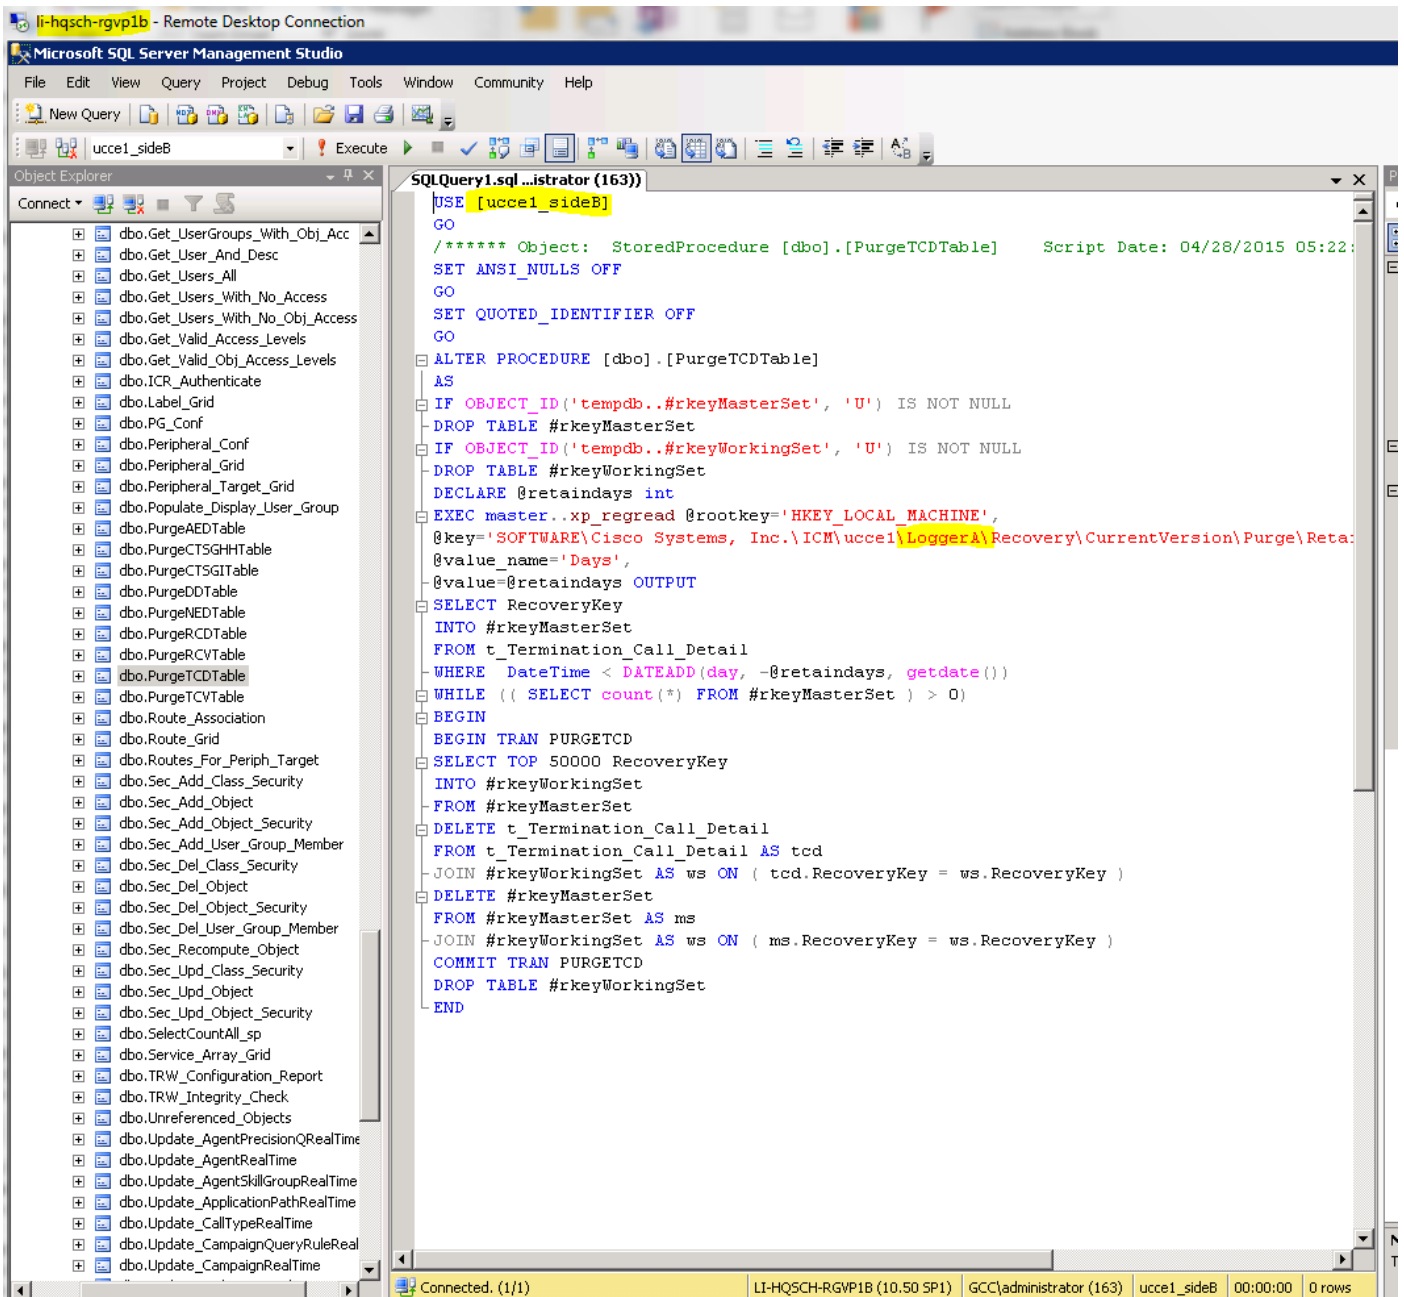 li-hqsch-rgvp1b - Remote Desktop Connection
Microsoft SQL Server Management Studio
File Edit View Query Project Debug Tools Window Community Help
New Query
ucce1_sideB Execute
Object Explorer
Connect
dbo.Get_UserGroups_With_Obj_Acc
dbo.Get_User_And_Desc
dbo.Get_Users_All
dbo.Get_Users_With_No_Access
dbo.Get_Users_With_No_Obj_Access
dbo.Get_Valid_Access_Levels
dbo.Get_Valid_Obj_Access_Levels
dbo.ICR_Authenticate
dbo.Label_Grid
dbo.PG_Conf
dbo.Peripheral_Conf
dbo.Peripheral_Grid
dbo.Peripheral_Target_Grid
dbo.Populate_Display_User_Group
dbo.PurgeAEDTable
dbo.PurgeCTSGHHTable
dbo.PurgeCTSGITable
dbo.PurgeDDTable
dbo.PurgeNEDTable
dbo.PurgeRCDTable
dbo.PurgeRCVTable
dbo.PurgeTCDTable
dbo.PurgeTCVTable
dbo.Route_Association
dbo.Route_Grid
dbo.Routes_For_Periph_Target
dbo.Sec_Add_Class_Security
dbo.Sec_Add_Object
dbo.Sec_Add_Object_Security
dbo.Sec_Add_User_Group_Member
dbo.Sec_Del_Class_Security
dbo.Sec_Del_Object
dbo.Sec_Del_Object_Security
dbo.Sec_Del_User_Group_Member
dbo.Sec_Recompute_Object
dbo.Sec_Upd_Class_Security
dbo.Sec_Upd_Object
dbo.Sec_Upd_Object_Security
dbo.SelectCountAll_sp
dbo.Service_Array_Grid
dbo.TRW_Configuration_Report
dbo.TRW_Integrity_Check
dbo.Unreferenced_Objects
dbo.Update_AgentPrecisionQRealTime
dbo.Update_AgentRealTime
dbo.Update_AgentSkillGroupRealTime
dbo.Update_ApplicationPathRealTime
dbo.Update_CallTypeRealTime
dbo.Update_CampaignQueryRuleReal
dbo.Update_CampaignRealTime
SQLQuery1.sql ...istrator (163))
USE [ucce1_sideB]
GO
/****** Object:  StoredProcedure [dbo].[PurgeTCDTable]    Script Date: 04/28/2015 05:22:
SET ANSI_NULLS OFF
GO
SET QUOTED_IDENTIFIER OFF
GO
ALTER PROCEDURE [dbo].[PurgeTCDTable]
AS
IF OBJECT_ID('tempdb..#rkeyMasterSet', 'U') IS NOT NULL
DROP TABLE #rkeyMasterSet
IF OBJECT_ID('tempdb..#rkeyWorkingSet', 'U') IS NOT NULL
DROP TABLE #rkeyWorkingSet
DECLARE @retaindays int
EXEC master..xp_regread @rootkey='HKEY_LOCAL_MACHINE',
@key='SOFTWARE\Cisco Systems, Inc.\ICM\ucce1\LoggerA\Recovery\CurrentVersion\Purge\Retai
@value_name='Days',
@value=@retaindays OUTPUT
SELECT RecoveryKey
INTO #rkeyMasterSet
FROM t_Termination_Call_Detail
WHERE  DateTime < DATEADD(day, -@retaindays, getdate())
WHILE (( SELECT count(*) FROM #rkeyMasterSet ) > 0)
BEGIN
BEGIN TRAN PURGETCD
SELECT TOP 50000 RecoveryKey
INTO #rkeyWorkingSet
FROM #rkeyMasterSet
DELETE t_Termination_Call_Detail
FROM t_Termination_Call_Detail AS tcd
JOIN #rkeyWorkingSet AS ws ON ( tcd.RecoveryKey = ws.RecoveryKey )
DELETE #rkeyMasterSet
FROM #rkeyMasterSet AS ms
JOIN #rkeyWorkingSet AS ws ON ( ms.RecoveryKey = ws.RecoveryKey )
COMMIT TRAN PURGETCD
DROP TABLE #rkeyWorkingSet
END
Connected. (1/1) LI-HQSCH-RGVP1B (10.50 SP1) GCC\administrator (163) ucce1_sideB 00:00:00 0 rows